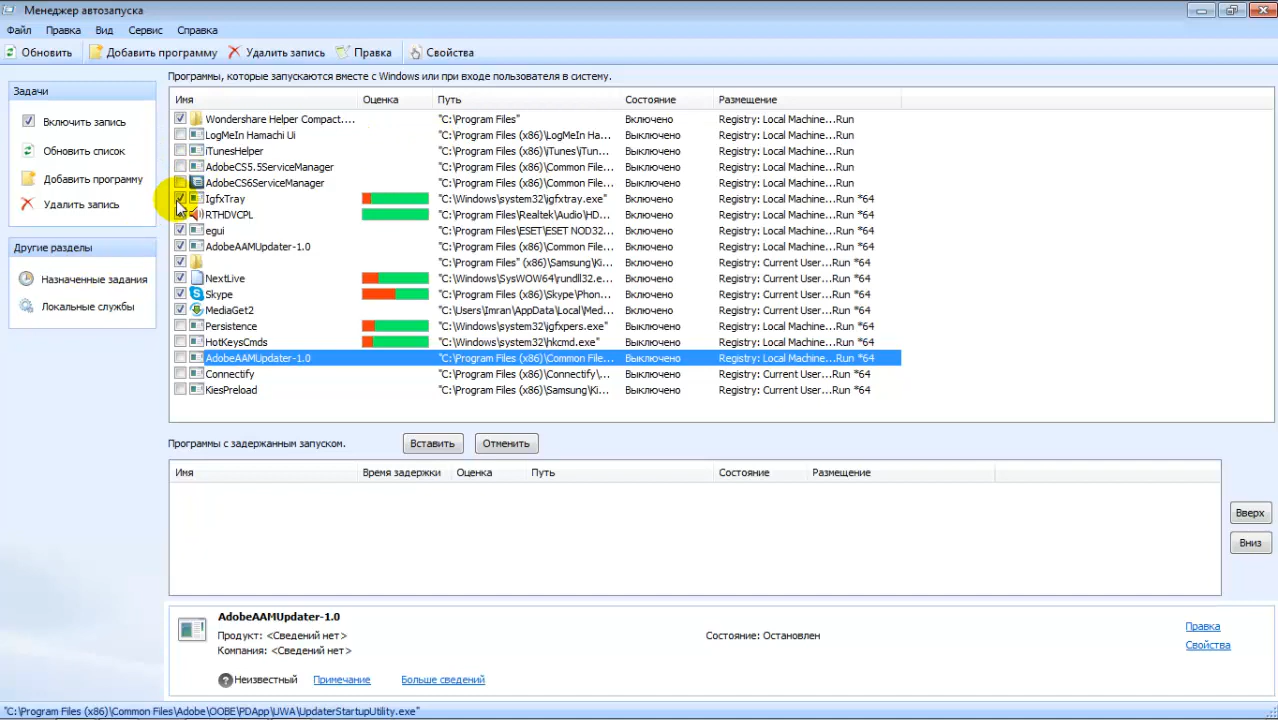 Менеджер автозапуска
Файл Правка Вид Сервис Справка
Обновить Добавить программу Удалить запись Правка Свойства
Задачи
Включить запись
Обновить список
Добавить программу
Удалить запись
Другие разделы
Назначенные задания
Локальные службы
Программы, которые запускаются вместе с Windows или при входе пользователя в систему.
Имя Оценка Путь Состояние Размещение
Wondershare Helper Compact.... "C:\Program Files" Включено Registry: Local Machine...Run
LogMeIn Hamachi Ui "C:\Program Files (x86)\LogMeIn Ha... Включено Registry: Local Machine...Run
iTunesHelper "C:\Program Files (x86)\iTunes\iTun... Включено Registry: Local Machine...Run
AdobeCS5.5ServiceManager "C:\Program Files (x86)\Common File... Включено Registry: Local Machine...Run
AdobeCS6ServiceManager "C:\Program Files (x86)\Common File... Включено Registry: Local Machine...Run
IgfxTray "C:\Windows\system32\igfxtray.exe" Включено Registry: Local Machine...Run *64
RTHDVCPL "C:\Program Files\Realtek\Audio\HD... Включено Registry: Local Machine...Run *64
egui "C:\Program Files\ESET\ESET NOD32... Включено Registry: Local Machine...Run *64
AdobeAAMUpdater-1.0 "C:\Program Files (x86)\Common File... Включено Registry: Local Machine...Run *64
"C:\Program Files (x86)\Samsung\Ki... Включено Registry: Current User...Run *64
NextLive "C:\Windows\SysWOW64\rundll32.e... Включено Registry: Current User...Run *64
Skype "C:\Program Files (x86)\Skype\Phon... Включено Registry: Current User...Run *64
MediaGet2 "C:\Users\Imran\AppData\Local\Med... Включено Registry: Current User...Run *64
Persistence "C:\Windows\system32\igfxpers.exe" Выключено Registry: Local Machine...Run *64
HotKeysCmds "C:\Windows\system32\hkcmd.exe" Выключено Registry: Local Machine...Run *64
AdobeAAMUpdater-1.0 "C:\Program Files (x86)\Common File... Выключено Registry: Local Machine...Run *64
Connectify "C:\Program Files (x86)\Connectify\... Выключено Registry: Current User...Run *64
KiesPreload "C:\Program Files (x86)\Samsung\Ki... Выключено Registry: Current User...Run *64
Программы с задержанным запуском. Вставить Отменить
Имя Время задержки Оценка Путь Состояние Размещение
Вверх
Вниз
AdobeAAMUpdater-1.0
Продукт: <Сведений нет> Состояние: Остановлен
Компания: <Сведений нет>
Правка
Свойства
Неизвестный Примечание Больше сведений
"C:\Program Files (x86)\Common Files\Adobe\OOBE\PDApp\UWA\UpdaterStartupUtility.exe"